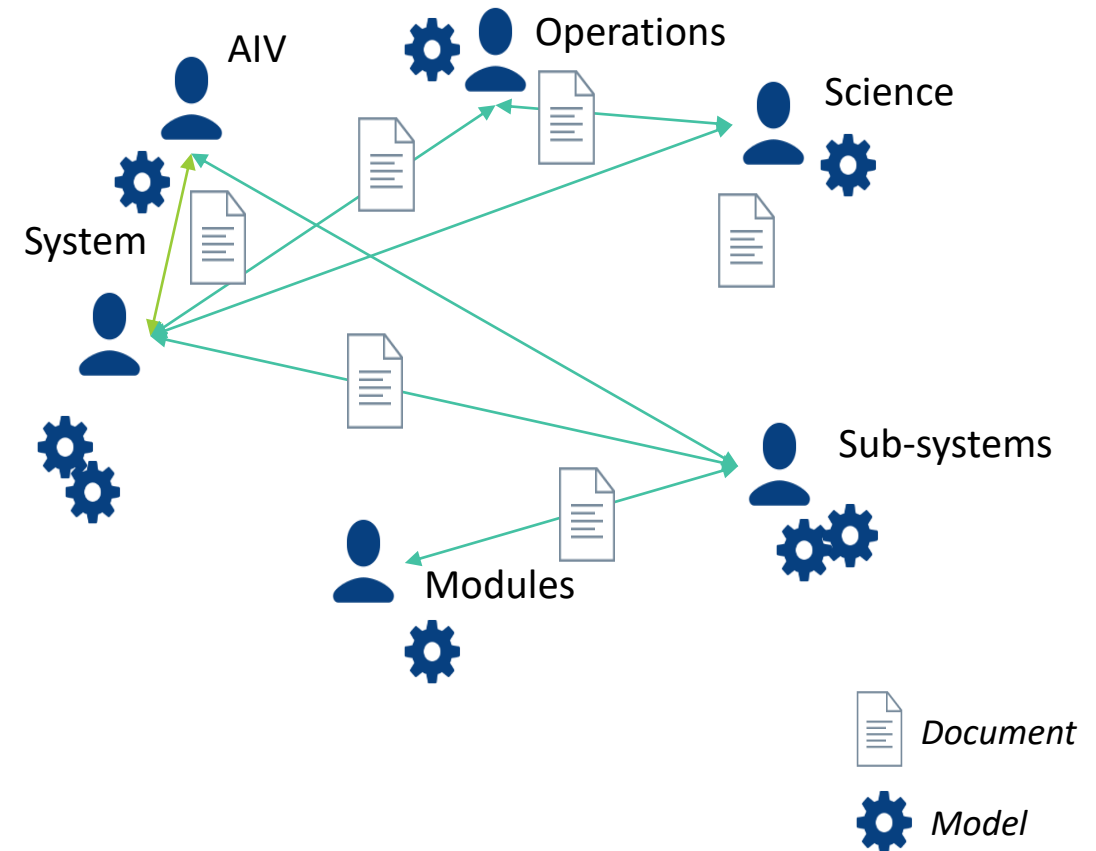 Operations
AIV
Science
System
Sub-systems
Modules
Document
Model